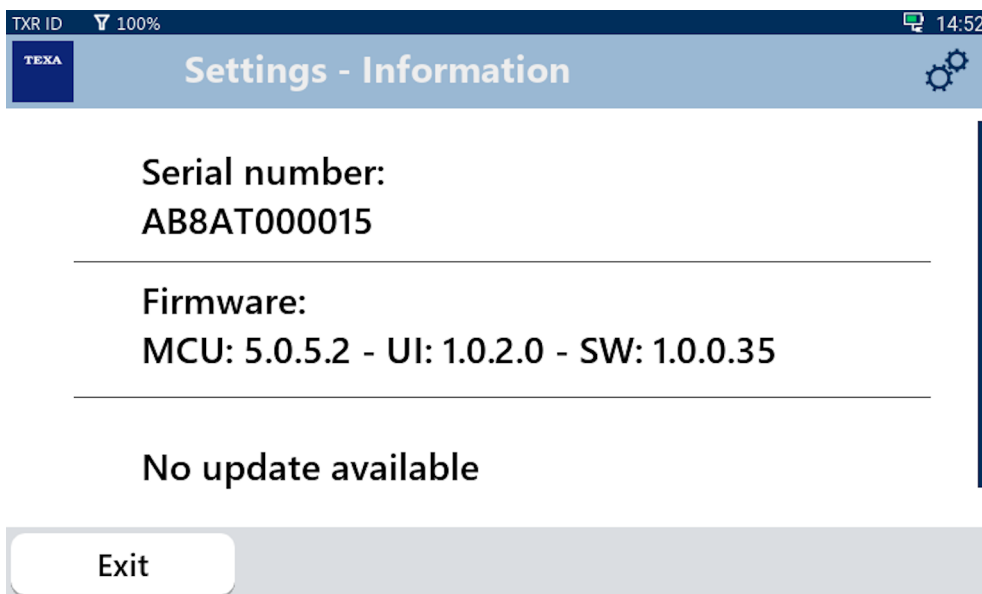 TXR ID 100% 14:52
TEXA Settings - Information
Serial number:
AB8AT000015
Firmware:
MCU: 5.0.5.2 - UI: 1.0.2.0 - SW: 1.0.0.35
No update available
Exit